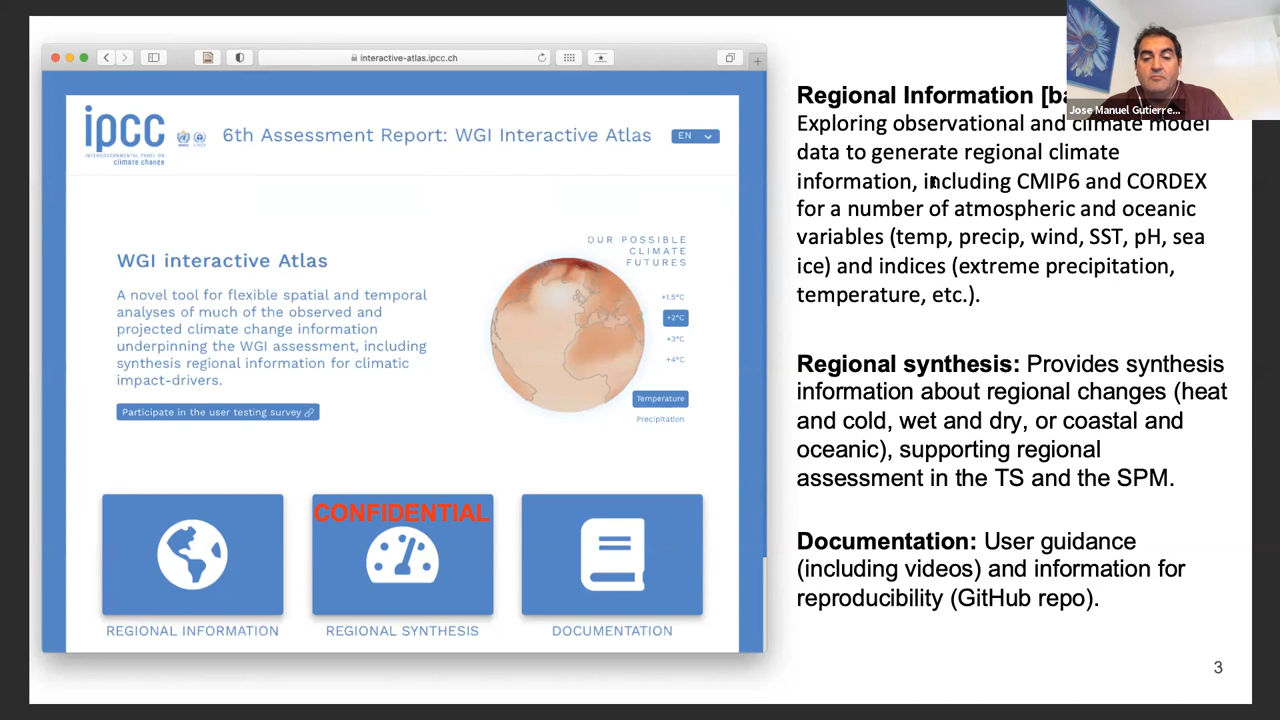 interactive-atlas.ipcc.ch
ipcc
INTERGOVERNMENTAL PANEL ON
climate change
6th Assessment Report: WGI Interactive Atlas
EN
WGI interactive Atlas
A novel tool for flexible spatial and temporal
analyses of much of the observed and
projected climate change information
underpinning the WGI assessment, including
synthesis regional information for climatic
impact-drivers.
Participate in the user testing survey
OUR POSSIBLE
CLIMATE
FUTURES
+1.5°C
+2°C
+3°C
+4°C
Temperature
Precipitation
CONFIDENTIAL
REGIONAL INFORMATION
REGIONAL SYNTHESIS
DOCUMENTATION
Regional Information [ba
Exploring observational and climate model
data to generate regional climate
information, including CMIP6 and CORDEX
for a number of atmospheric and oceanic
variables (temp, precip, wind, SST, pH, sea
ice) and indices (extreme precipitation,
temperature, etc.).
Regional synthesis: Provides synthesis
information about regional changes (heat
and cold, wet and dry, or coastal and
oceanic), supporting regional
assessment in the TS and the SPM.
Documentation: User guidance
(including videos) and information for
reproducibility (GitHub repo).
3
Jose Manuel Gutierre...